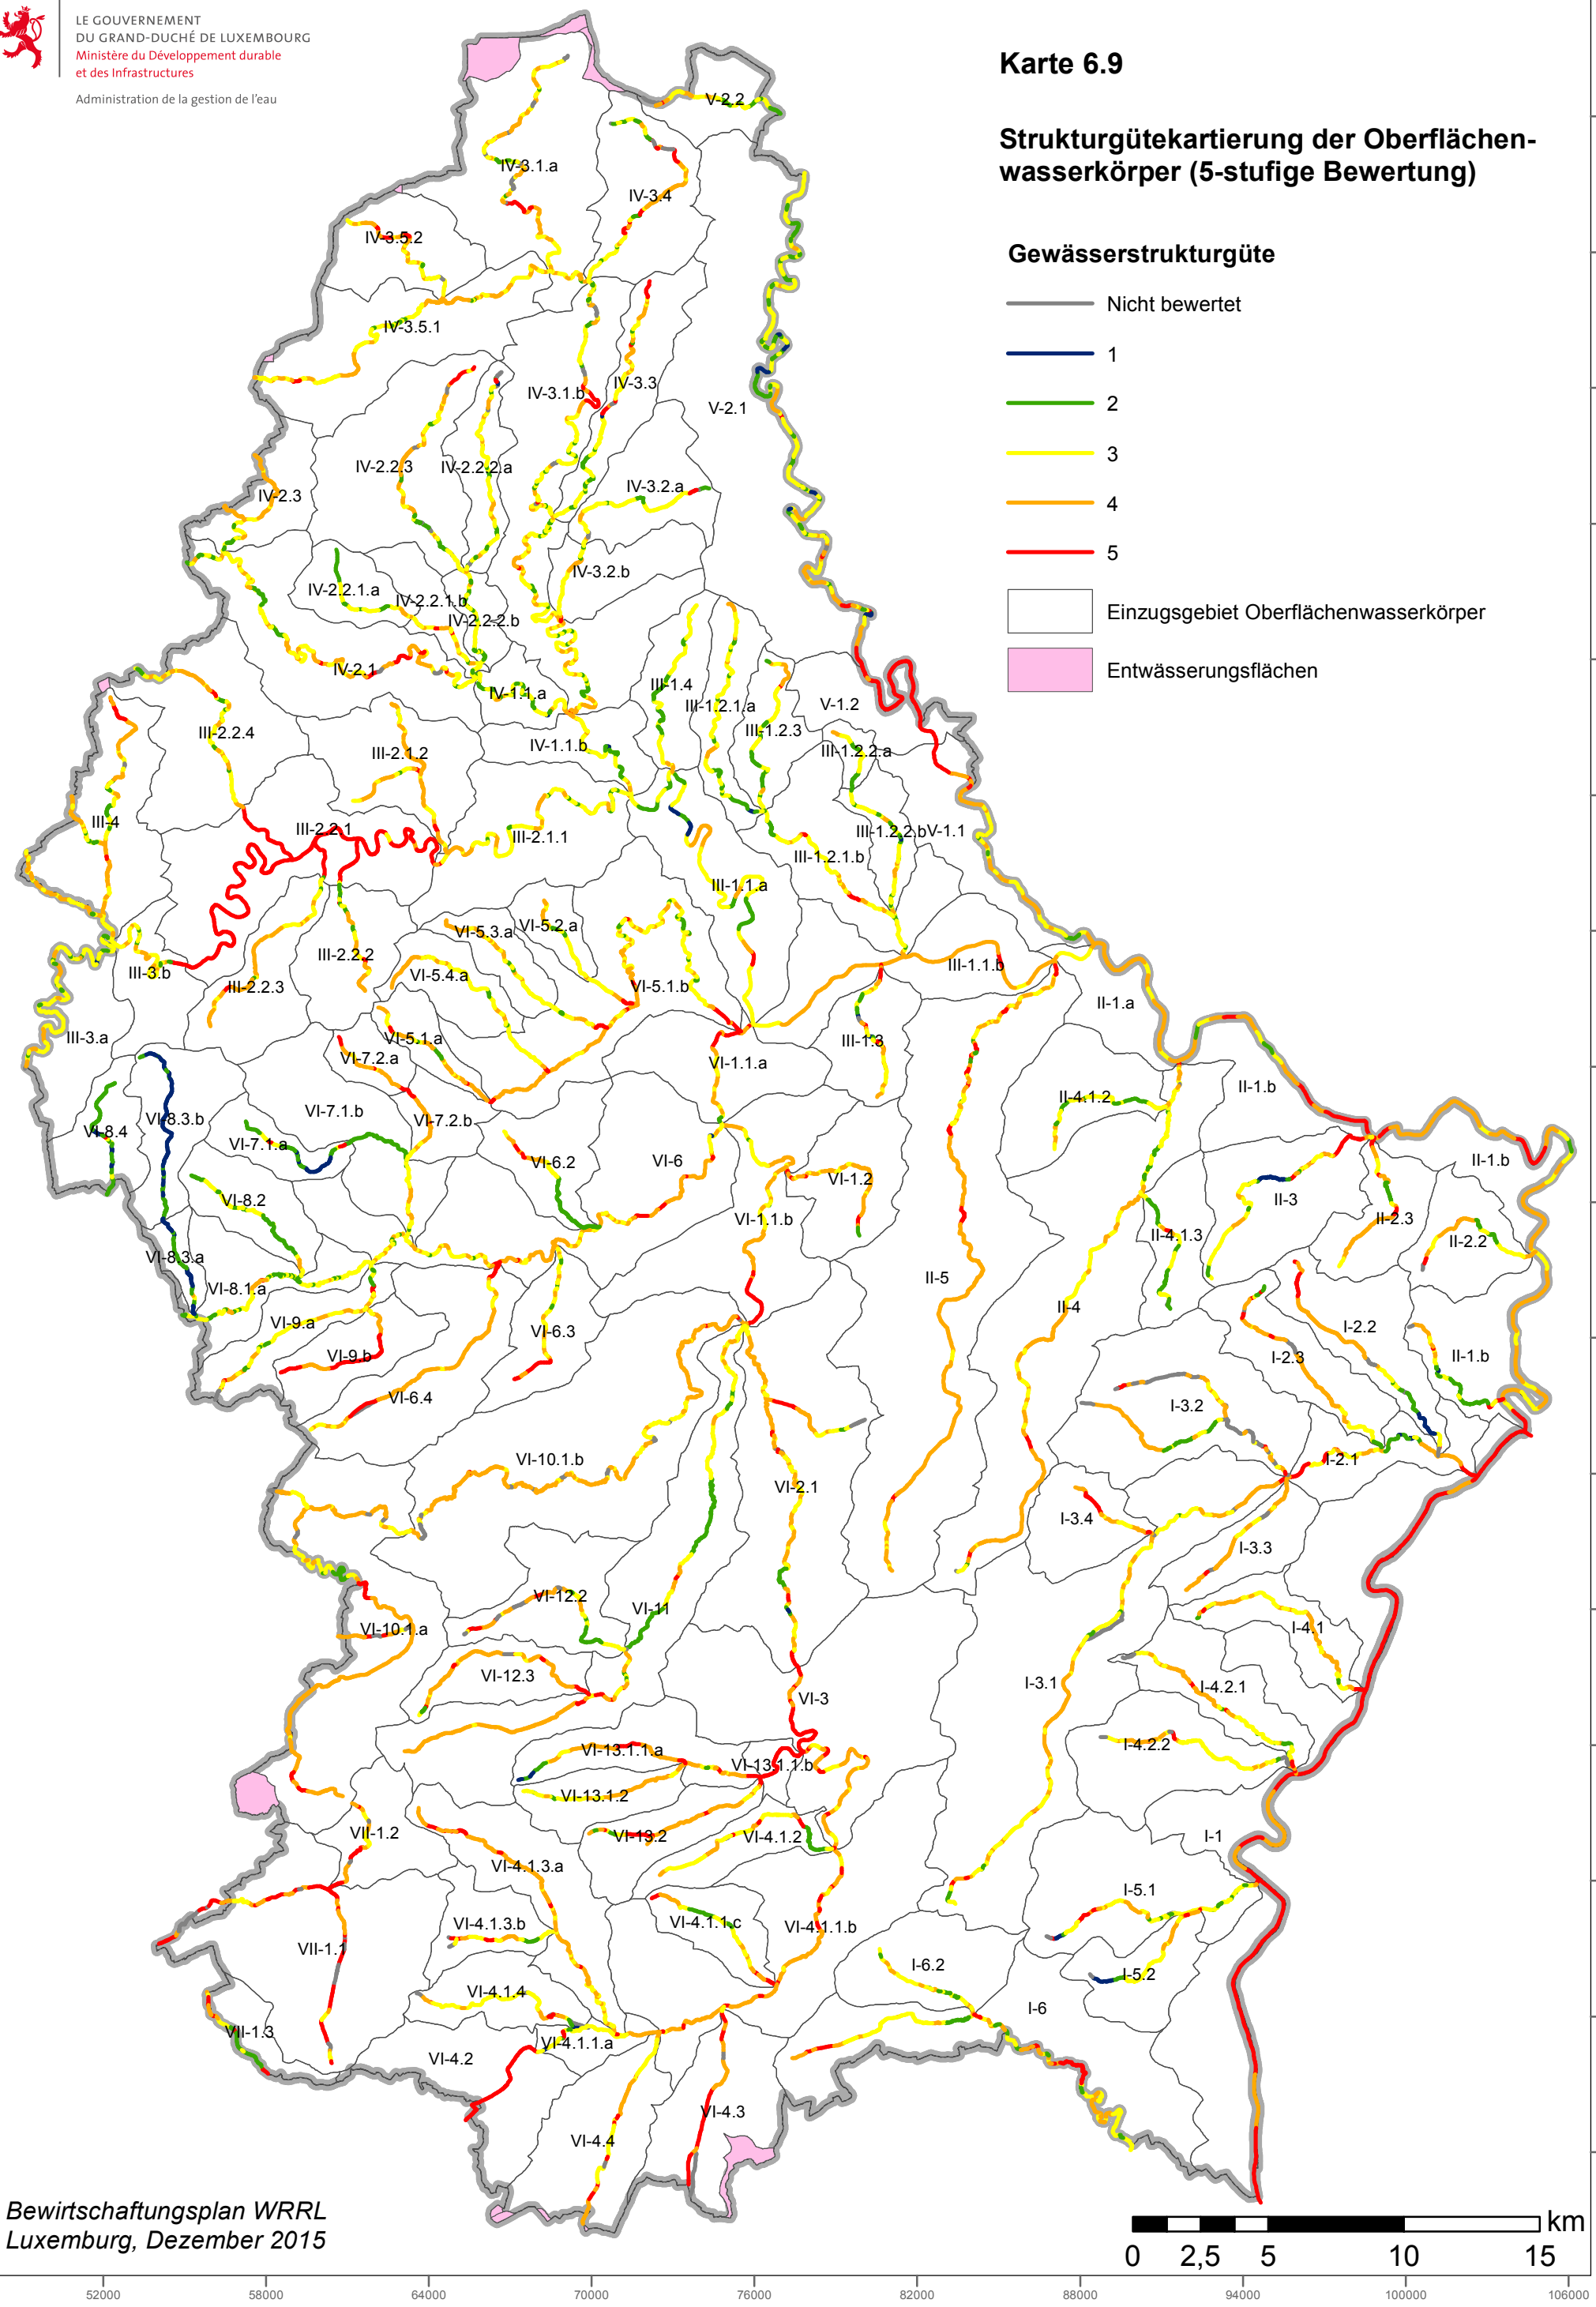 LE GOUVERNEMENT
DU GRAND-DUCHÉ DE LUXEMBOURG
Ministère du Développement durable
et des Infrastructures
Administration de la gestion de l'eau
Karte 6.9
Strukturgütekartierung der Oberflächen-
wasserkörper (5-stufige Bewertung)
Gewässerstrukturgüte
Nicht bewertet
1
2
3
4
5
Einzugsgebiet Oberflächenwasserkörper
Entwässerungsflächen
V-2.2
IV-3.1.a
IV-3.4
IV-3.5.2
IV-3.5.1
IV-3.1.b
IV-3.3
V-2.1
IV-2.2.3
IV-2.2.2.a
IV-2.3
IV-3.2.a
IV-3.2.b
IV-2.2.1.a
IV-2.2.1.b
IV-2.2.2.b
IV-2.1
IV-1.1.a
III-1.4
III-1.2.1.a
V-1.2
III-1.2.3
III-2.2.4
III-2.1.2
IV-1.1.b
III-1.2.2.a
III-4
III-2.2.1
III-2.1.1
III-1.2.2.b
V-1.1
III-1.2.1.b
III-1.1.a
VI-5.3.a
VI-5.2.a
III-2.2.2
III-3.b
III-2.2.3
VI-5.4.a
VI-5.1.b
III-1.1.b
II-1.a
III-3.a
VI-5.1.a
VI-7.2.a
III-1.3
VI-1.1.a
II-1.b
II-4.1.2
VI-8.3.b
VI-7.1.b
VI-7.2.b
VI-8.4
VI-7.1.a
VI-6.2
VI-6
II-1.b
VI-1.2
II-3
VI-8.2
VI-1.1.b
II-2.3
II-4.1.3
II-2.2
VI-8.3.a
II-5
VI-8.1.a
II-4
VI-9.a
VI-6.3
I-2.2
VI-9.b
I-2.3
II-1.b
VI-6.4
I-3.2
VI-10.1.b
I-2.1
VI-2.1
I-3.4
I-3.3
VI-12.2
VI-11
VI-10.1.a
I-4.1
VI-12.3
I-3.1
I-4.2.1
VI-3
I-4.2.2
VI-13.1.1.a
VI-13.1.1.b
VI-13.1.2
VII-1.2
VI-13.2
VI-4.1.2
I-1
VI-4.1.3.a
I-5.1
VI-4.1.3.b
VI-4.1.1.c
VI-4.1.1.b
VII-1.1
I-6.2
I-5.2
VI-4.1.4
I-6
VII-1.3
VI-4.1.1.a
VI-4.2
VI-4.3
VI-4.4
Bewirtschaftungsplan WRRL
Luxemburg, Dezember 2015
km
0 2,5 5 10 15
52000 58000 64000 70000 76000 82000 88000 94000 100000 106000